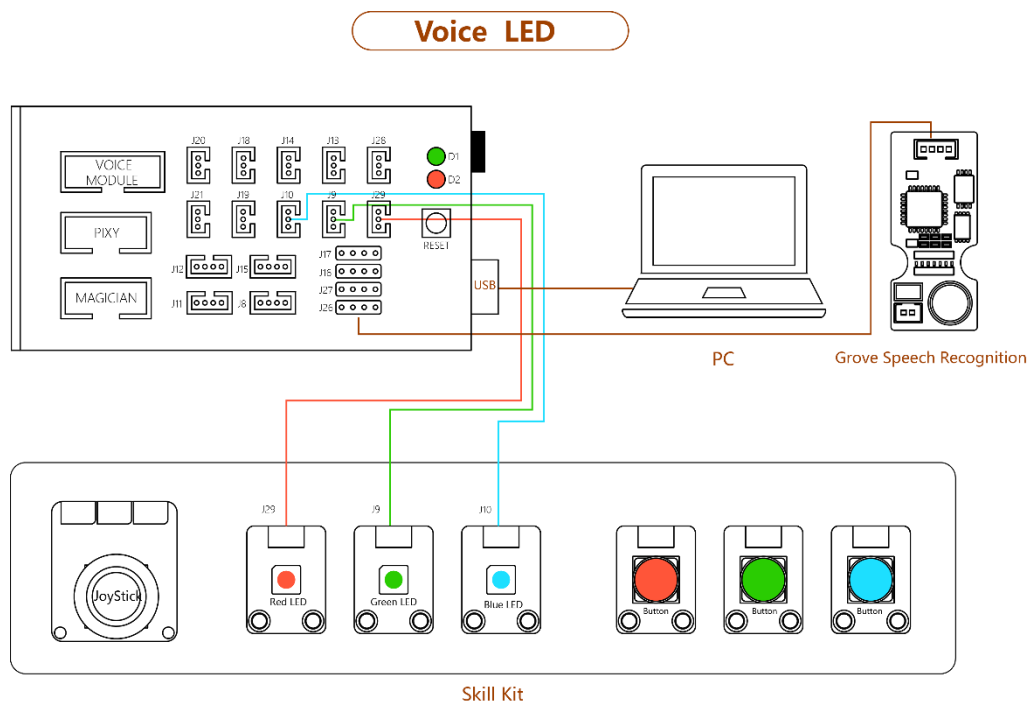 Voice LED
J20
J18
J14
J13
J28
VOICE
MODULE
D1
D2
J21
J19
J10
J9
J29
PIXY
RESET
J17
J12
J15
J18
USB
MAGICIAN
J27
J11
J8
J26
PC
Grove Speech Recognition
J29
J9
J10
JoyStick
Red LED
Green LED
Blue LED
Button
Button
Button
Skill Kit